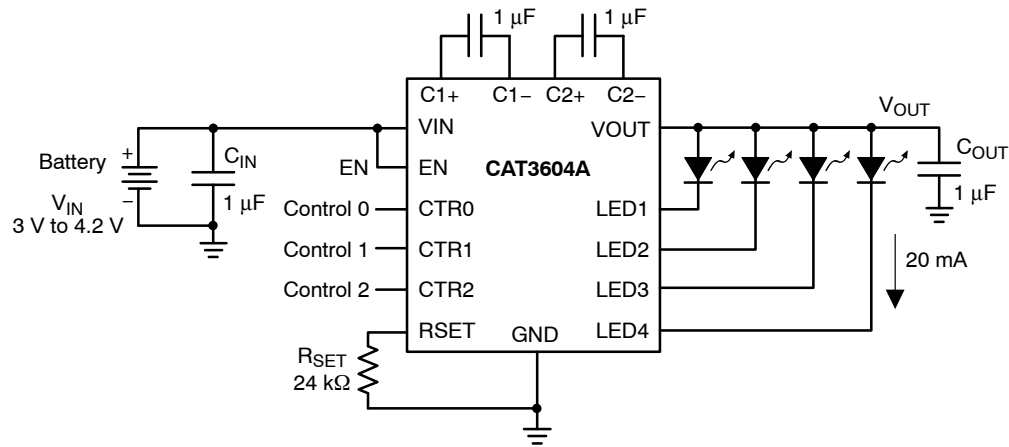 1 μF
1 μF
C1+
C1−
C2+
C2−
VIN
VOUT
VOUT
Battery
+
CIN
EN
EN
CAT3604A
COUT
VIN
−
1 μF
1 μF
3 V to 4.2 V
Control 0
CTR0
LED1
Control 1
CTR1
LED2
20 mA
Control 2
CTR2
LED3
RSET
GND
LED4
RSET
24 kΩ